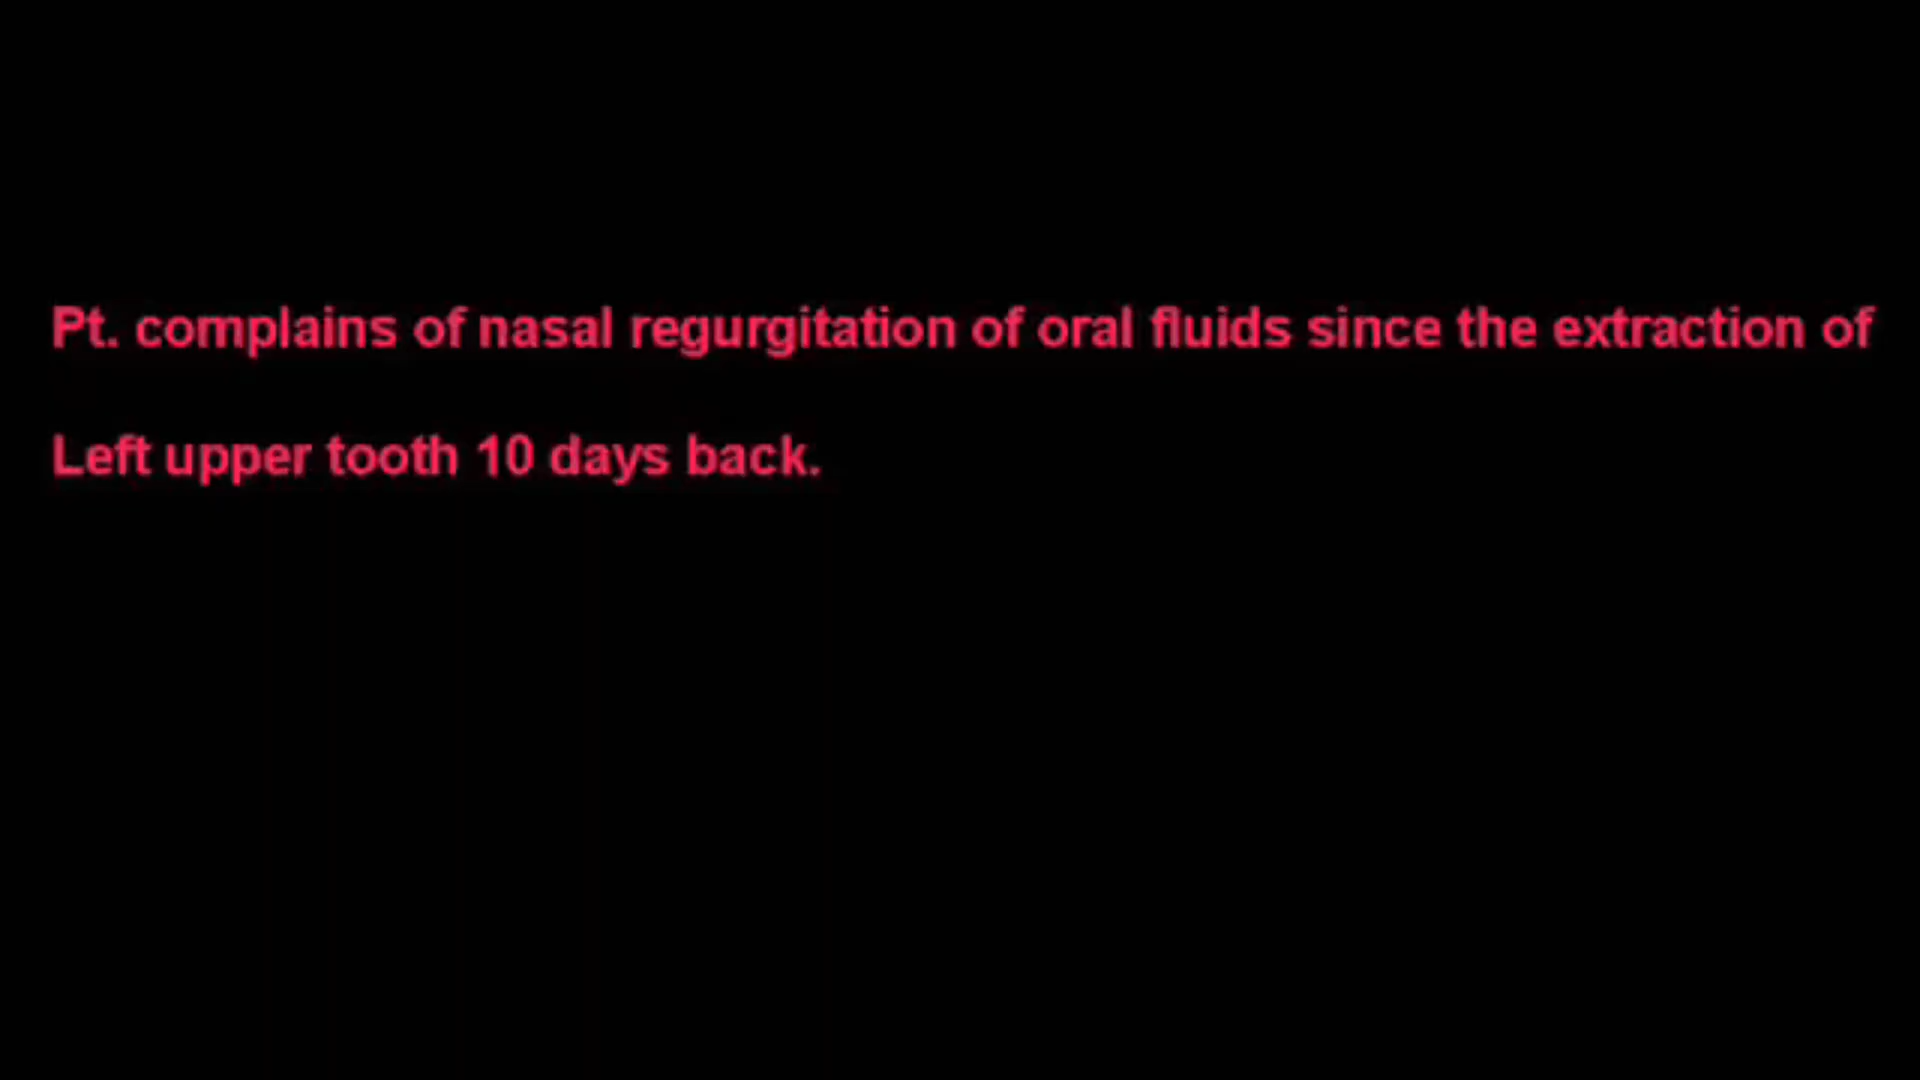 Pt. complains of nasal regurgitation of oral fluids since the extraction of
Left upper tooth 10 days back.